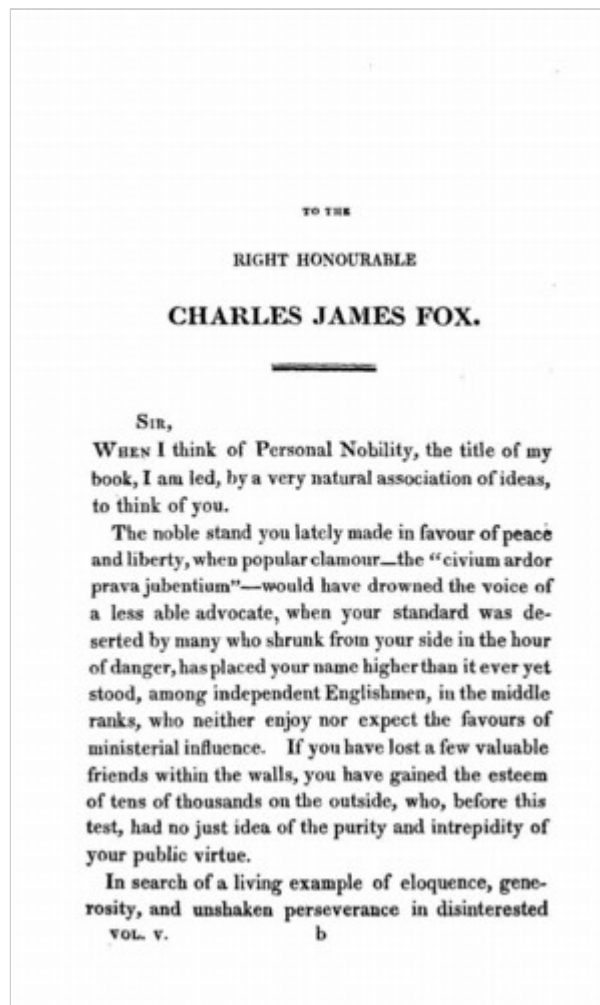 TO THE
RIGHT HONOURABLE
CHARLES JAMES FOX.
SIR,
WHEN I think of Personal Nobility, the title of my
book, I am led, by a very natural association of ideas,
to think of you.
The noble stand you lately made in favour of peace
and liberty, when popular clamour—the "civium ardor
prava jubentium"—would have drowned the voice of
a less able advocate, when your standard was de-
serted by many who shrunk from your side in the hour
of danger, has placed your name higher than it ever yet
stood, among independent Englishmen, in the middle
ranks, who neither enjoy nor expect the favours of
ministerial influence. If you have lost a few valuable
friends within the walls, you have gained the esteem
of tens of thousands on the outside, who, before this
test, had no just idea of the purity and intrepidity of
your public virtue.
In search of a living example of eloquence, gene-
rosity, and unshaken perseverance in disinterested
VOL. V. b